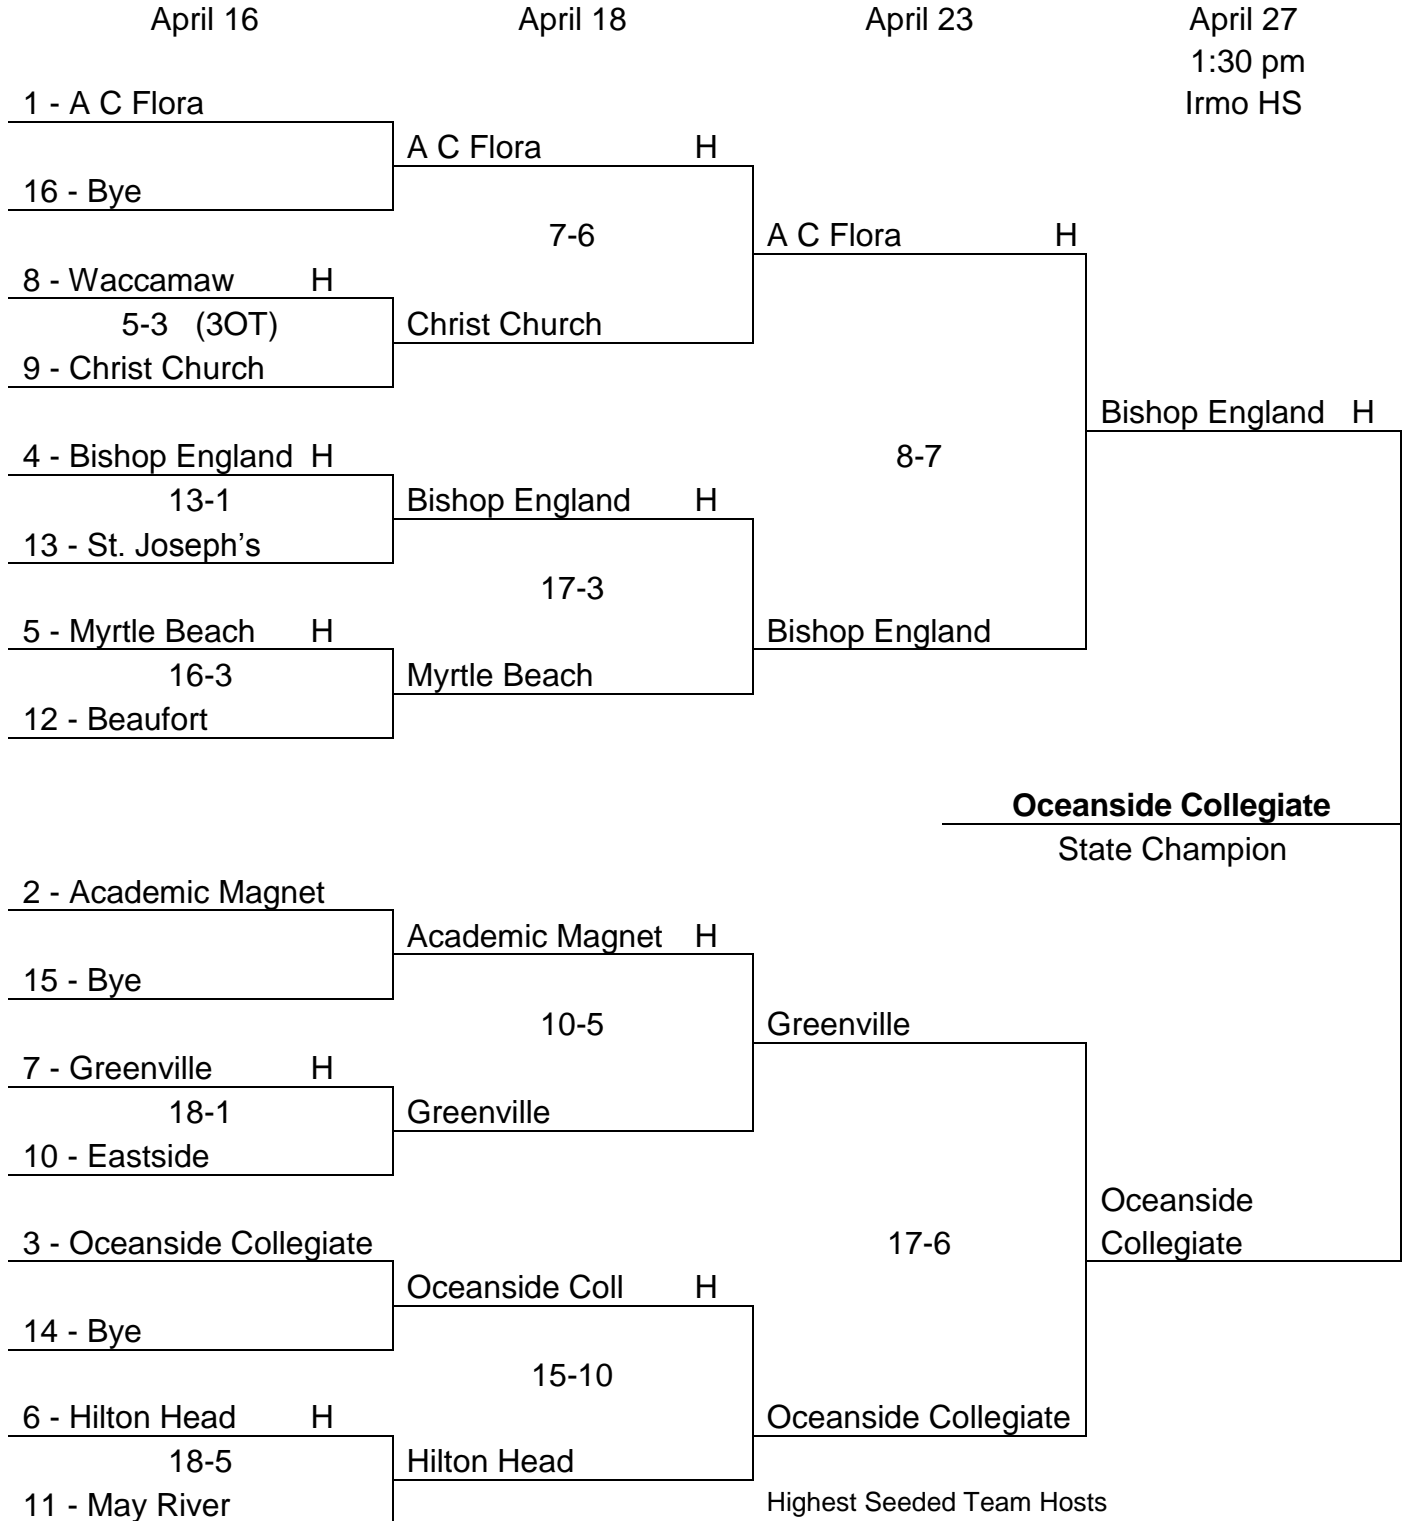 April 16 April 18 April 23 April 27
1:30 pm
1 - A C Flora Irmo HS
A C Flora H
16 - Bye
7-6 A C Flora H
8 - Waccamaw H
5-3 (3OT) Christ Church
9 - Christ Church
Bishop England H
4 - Bishop England H 8-7
13-1 Bishop England H
13 - St. Joseph’s
17-3
5 - Myrtle Beach H Bishop England
16-3 Myrtle Beach
12 - Beaufort
Oceanside Collegiate
State Champion
2 - Academic Magnet
Academic Magnet H
15 - Bye
10-5 Greenville
7 - Greenville H
18-1 Greenville
10 - Eastside
Oceanside
3 - Oceanside Collegiate 17-6 Collegiate
Oceanside Coll H
14 - Bye
15-10
6 - Hilton Head H Oceanside Collegiate
18-5 Hilton Head
11 - May River Highest Seeded Team Hosts